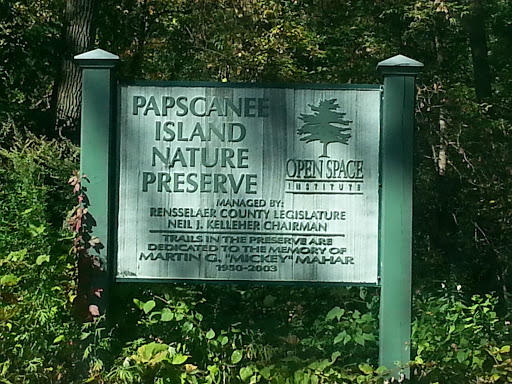 PAPSCANEE
ISLAND
NATURE
PRESERVE
OPEN SPACE
INSTITUTE
MANAGED BY:
RENSSELAER COUNTY LEGISLATURE
NEIL J. KELLEHER CHAIRMAN
TRAILS IN THE PRESERVE ARE
DEDICATED TO THE MEMORY OF
MARTIN G. "MICKEY" MAHAR
1950-2003